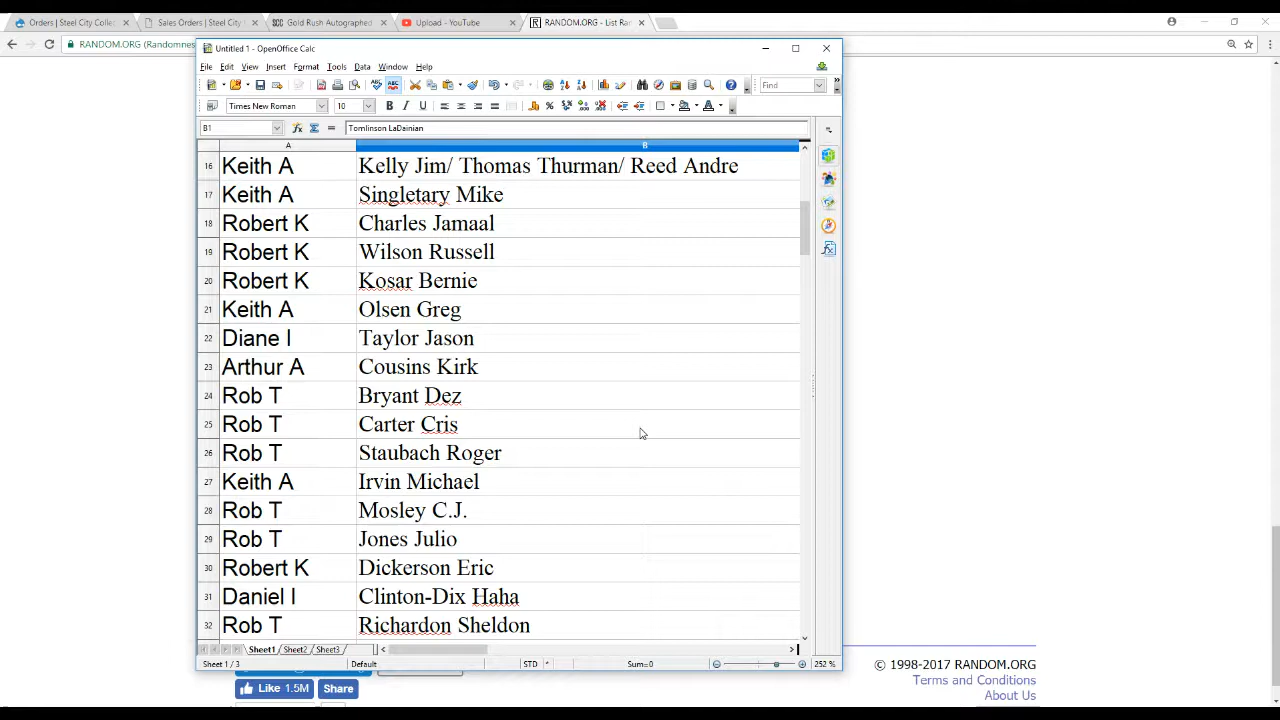 Orders | Steel City Collec
Sales Orders | Steel City
Gold Rush Autographed
Upload - YouTube
RANDOM.ORG - List Ra
RANDOM.ORG (Randomnes
Untitled 1 - OpenOffice Calc
File Edit View Insert Format Tools Data Window Help
Find
Times New Roman 10
B1 Tomlinson LaDainian
A B
16 Keith A Kelly Jim/ Thomas Thurman/ Reed Andre
17 Keith A Singletary Mike
18 Robert K Charles Jamaal
19 Robert K Wilson Russell
20 Robert K Kosar Bernie
21 Keith A Olsen Greg
22 Diane I Taylor Jason
23 Arthur A Cousins Kirk
24 Rob T Bryant Dez
25 Rob T Carter Cris
26 Rob T Staubach Roger
27 Keith A Irvin Michael
28 Rob T Mosley C.J.
29 Rob T Jones Julio
30 Robert K Dickerson Eric
31 Daniel I Clinton-Dix Haha
32 Rob T Richardon Sheldon
Sheet1 Sheet2 Sheet3
Sheet 1 / 3 Default STD * Sum=0 252 %
© 1998-2017 RANDOM.ORG
Terms and Conditions
About Us
Like 1.5M Share